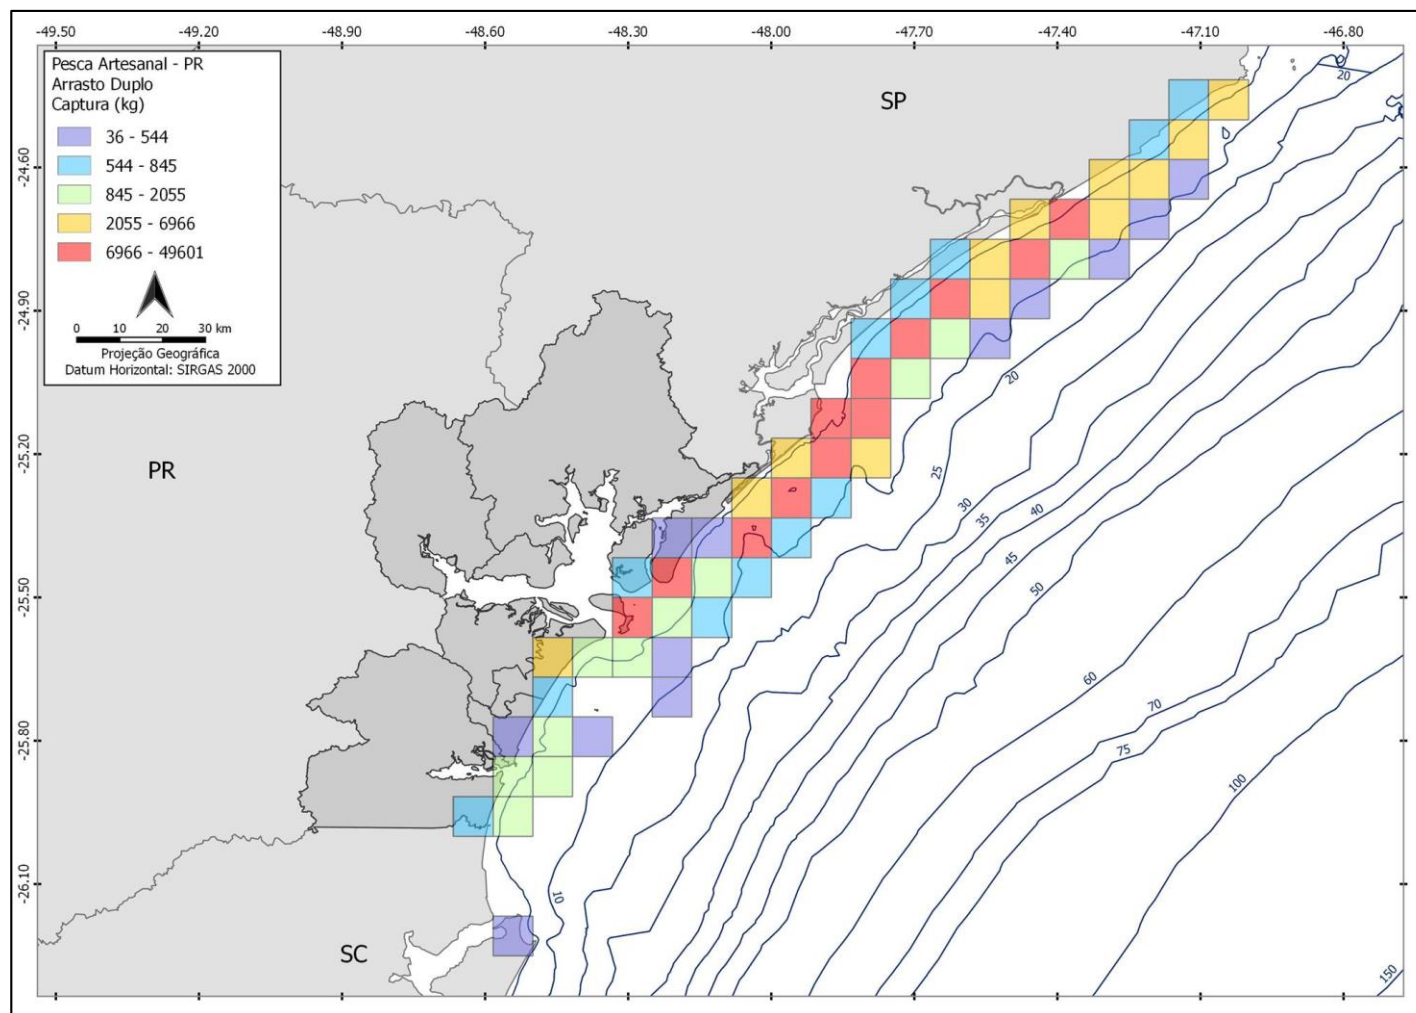 -49.50 -49.20 -48.90 -48.60 -48.30 -48.00 -47.70 -47.40 -47.10 -46.80
Pesca Artesanal - PR
Arrasto Duplo
Captura (kg)
36 - 544
544 - 845
845 - 2055
2055 - 6966
6966 - 49601
0 10 20 30 km
Projeção Geográfica
Datum Horizontal: SIRGAS 2000
SP
PR
SC
-24.60
-24.90
-25.20
-25.50
-25.80
-26.10
20
20
25
30
35
40
45
50
60
70
75
100
10
150